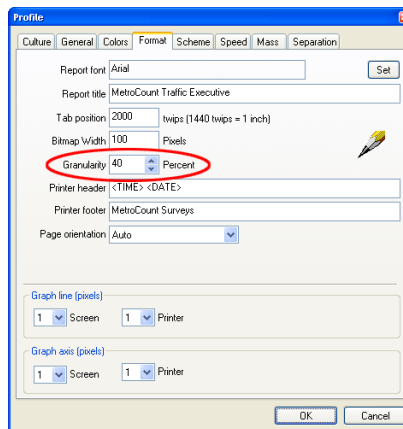 Profile
Culture General Colors Format Scheme Speed Mass Separation
Report font Arial Set
Report title MetroCount Traffic Executive
Tab position 2000 twips (1440 twips = 1 inch)
Bitmap Width 100 Pixels
Granularity 40 Percent
Printer header <TIME> <DATE>
Printer footer MetroCount Surveys
Page orientation Auto
Graph line (pixels)
1 Screen 1 Printer
Graph axis (pixels)
1 Screen 1 Printer
OK Cancel